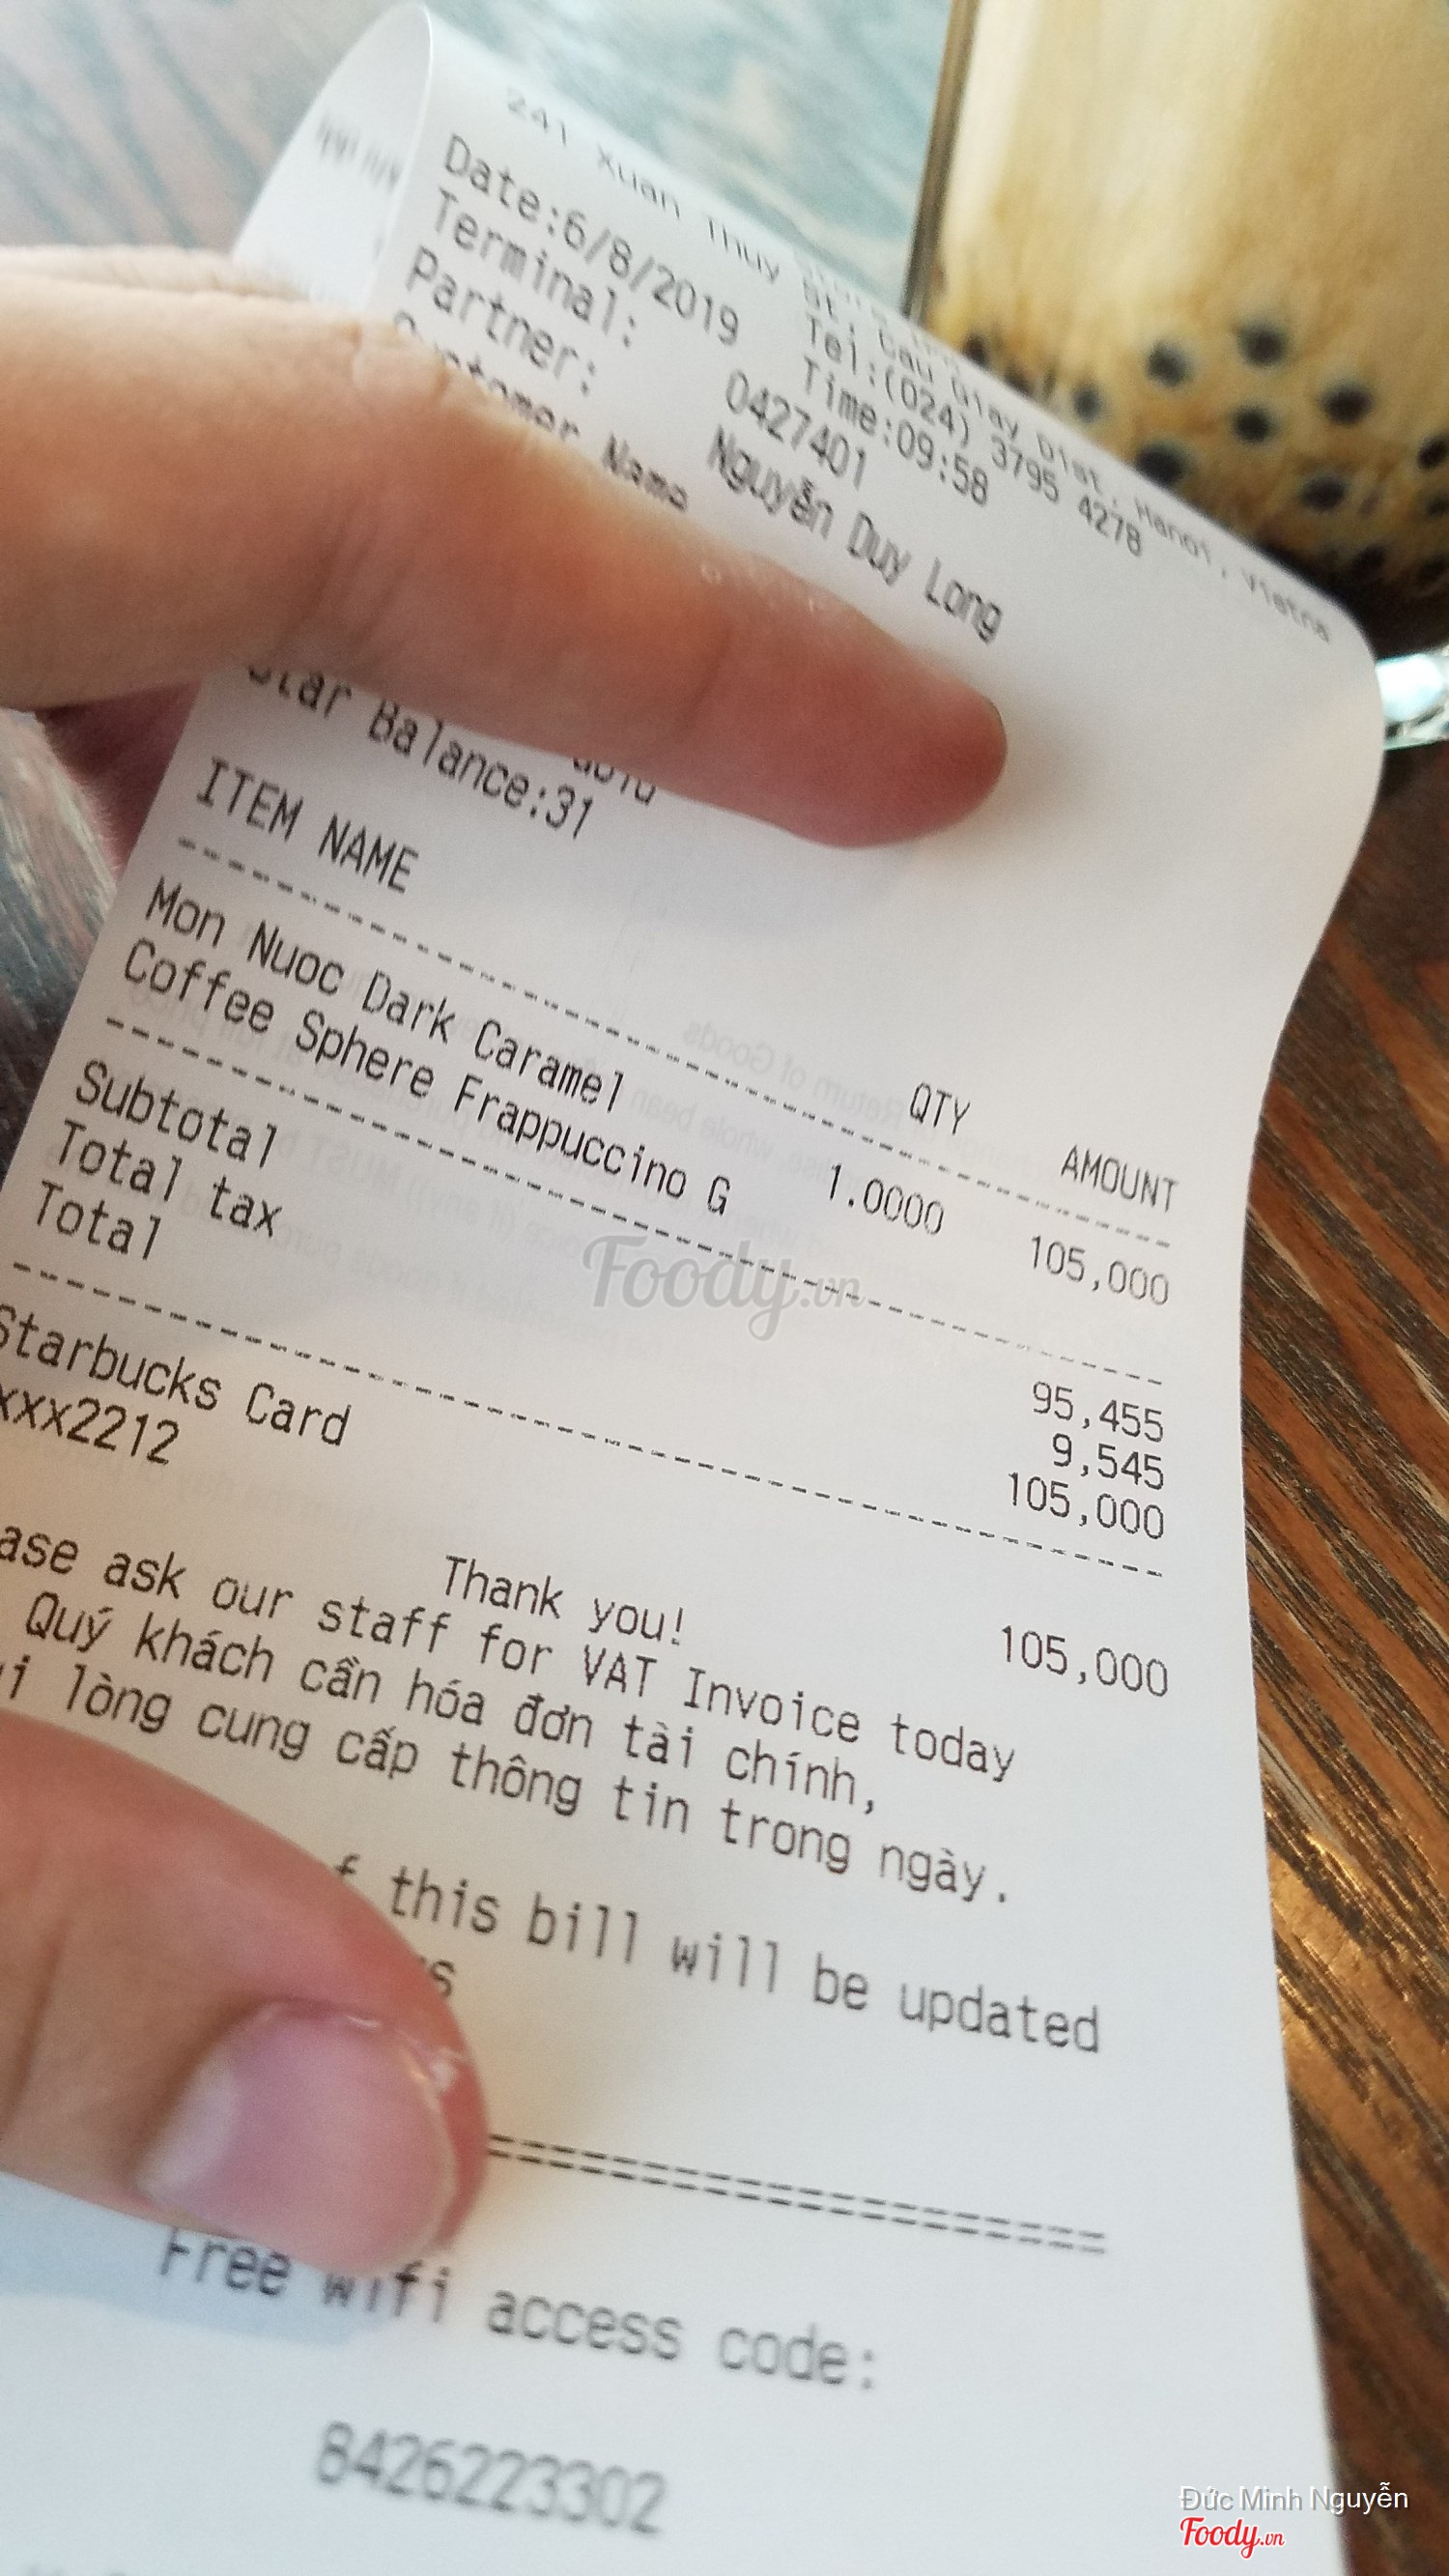 241 Xuan Thuy St, Cau Giay Dist, Hanoi, Vietna
Tel:(024) 3795 4278
Date:6/8/2019 Time:09:58
Terminal: 0427401
Partner: Nguyễn Duy Long
Customer Name
Star Balance:31
ITEM NAME QTY AMOUNT
Mon Nuoc Dark Caramel
Coffee Sphere Frappuccino G 1.0000 105,000
Subtotal 95,455
Total tax 9,545
Total 105,000
Starbucks Card 105,000
xxx2212
Thank you!
ase ask our staff for VAT Invoice today
Quý khách cần hóa đơn tài chính,
i lòng cung cấp thông tin trong ngày.
f this bill will be updated
rs
Free wifi access code:
8426223302
Foody.vn
Đức Minh Nguyễn
Foody.vn